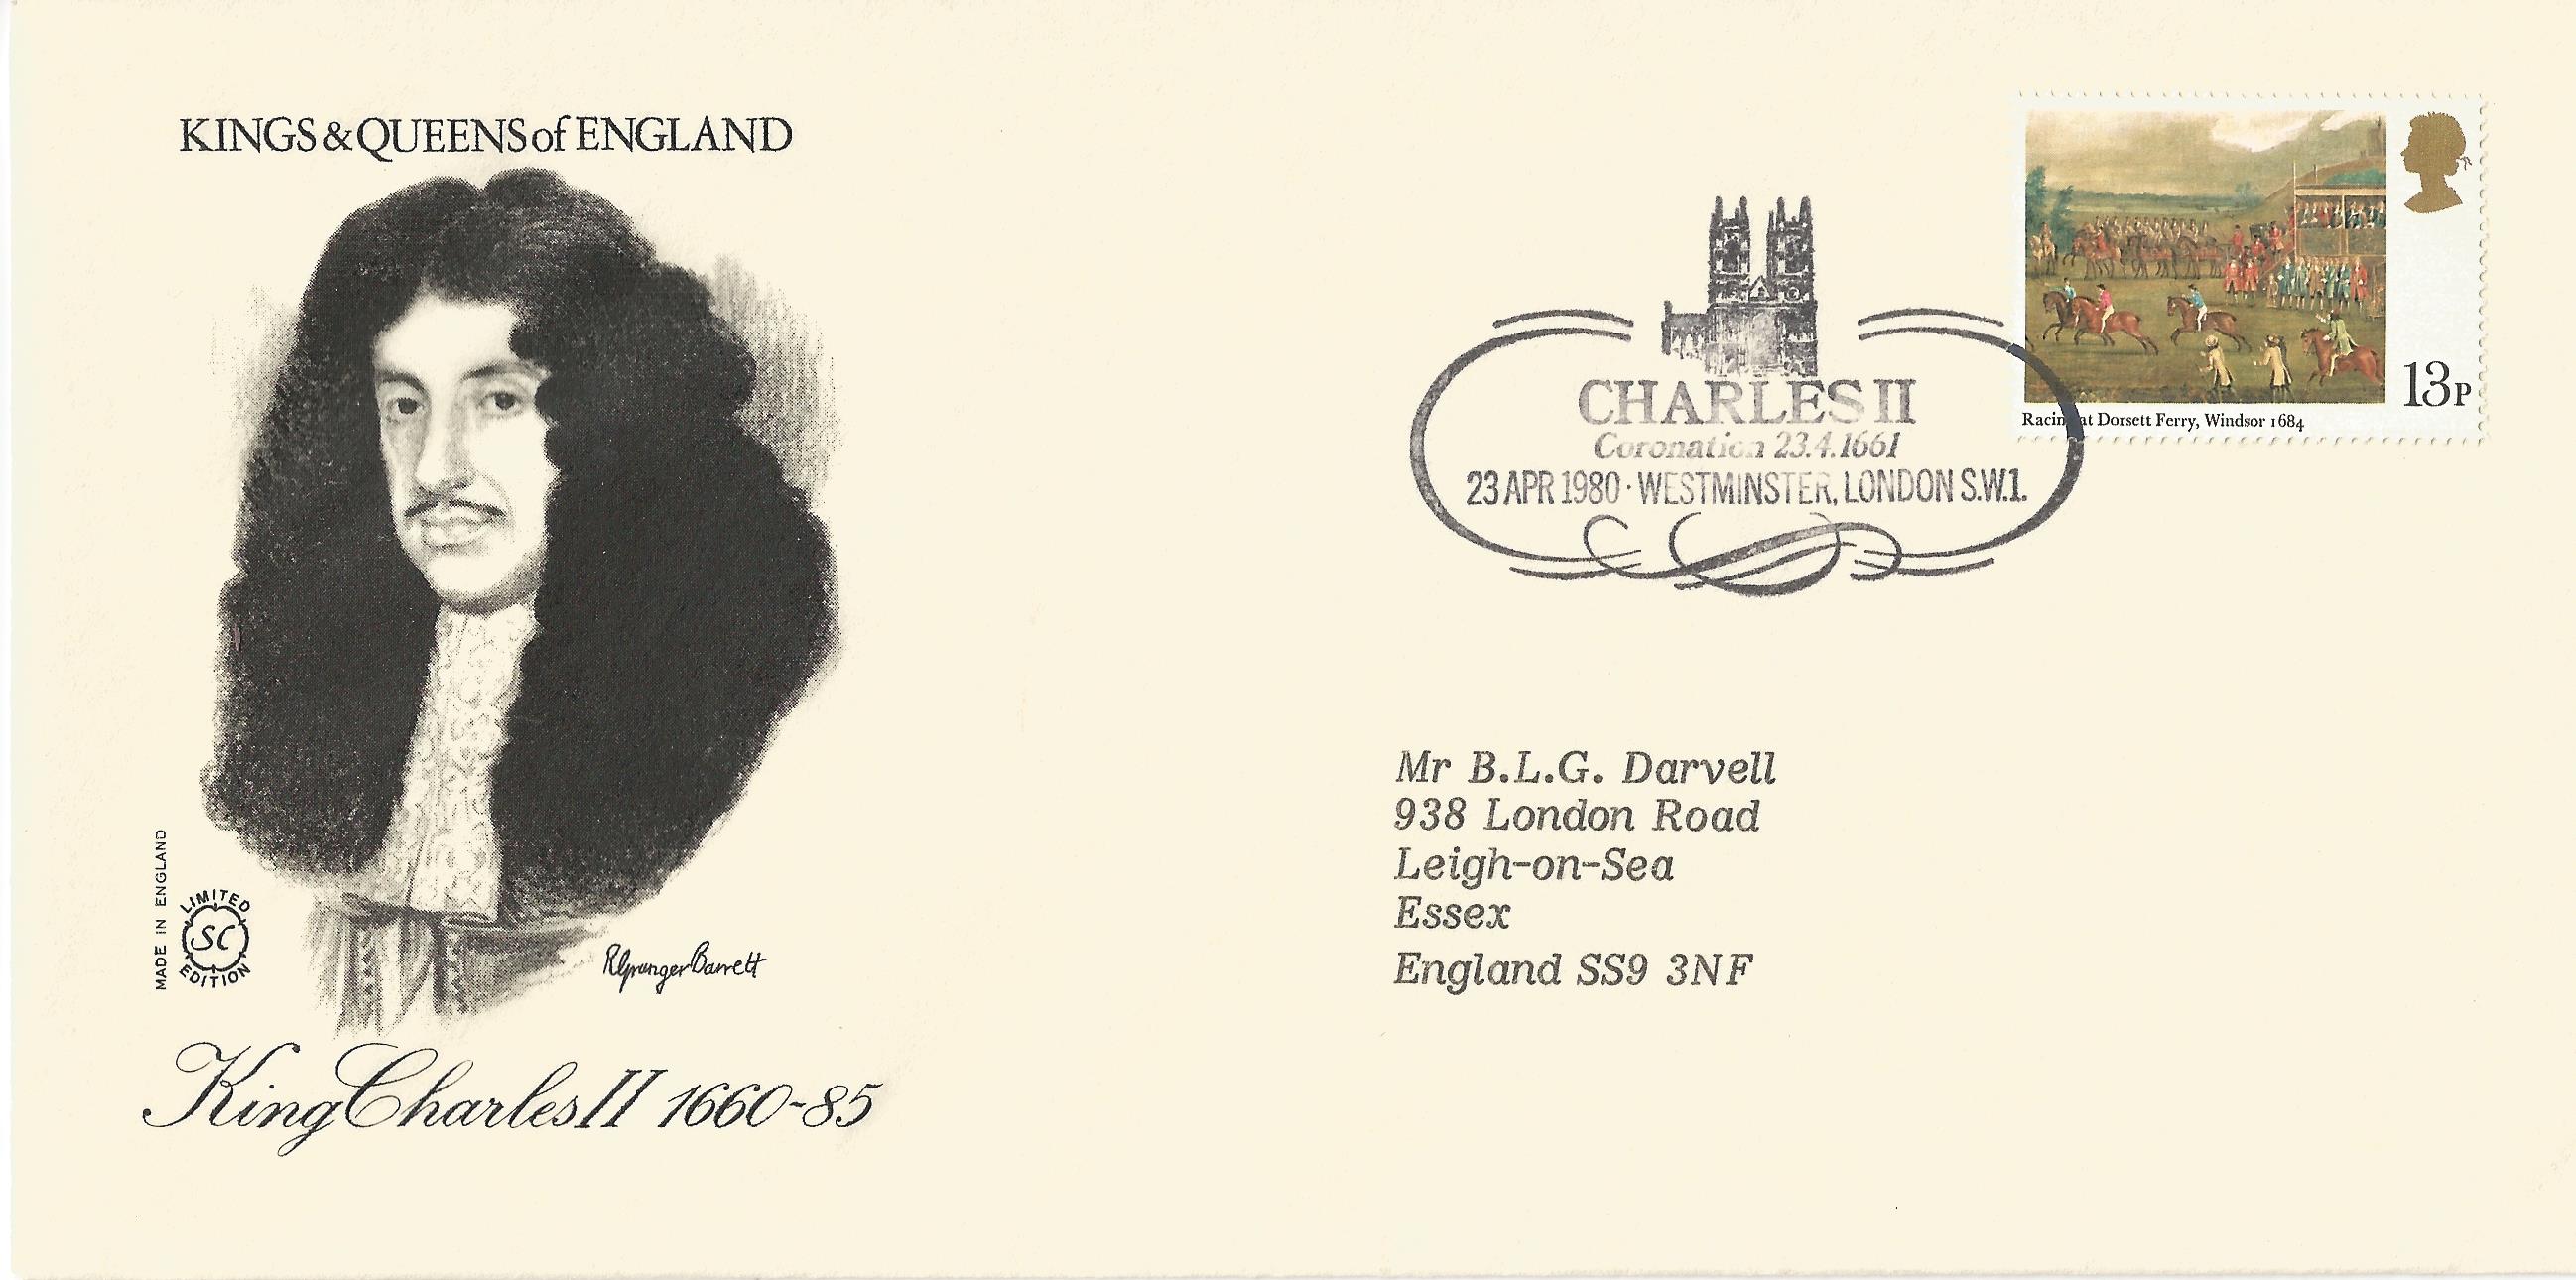 KINGS & QUEENS of ENGLAND
MADE IN ENGLAND
LIMITED
SC
EDITION
King Charles II 1660-85
CHARLES II
Coronation 23.4.1661
23 APR 1980 · WESTMINSTER, LONDON S.W.1.
13P
Racing at Dorsett Ferry, Windsor 1684
Mr B.L.G. Darvell
938 London Road
Leigh-on-Sea
Essex
England SS9 3NF